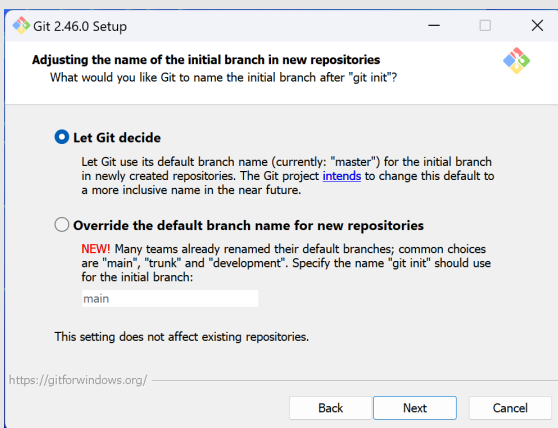 Git 2.46.0 Setup
Adjusting the name of the initial branch in new repositories
What would you like Git to name the initial branch after "git init"?
Let Git decide
Let Git use its default branch name (currently: "master") for the initial branch
in newly created repositories. The Git project intends to change this default to
a more inclusive name in the near future.
Override the default branch name for new repositories
NEW! Many teams already renamed their default branches; common choices
are "main", "trunk" and "development". Specify the name "git init" should use
for the initial branch:
main
This setting does not affect existing repositories.
https://gitforwindows.org/
Back Next Cancel